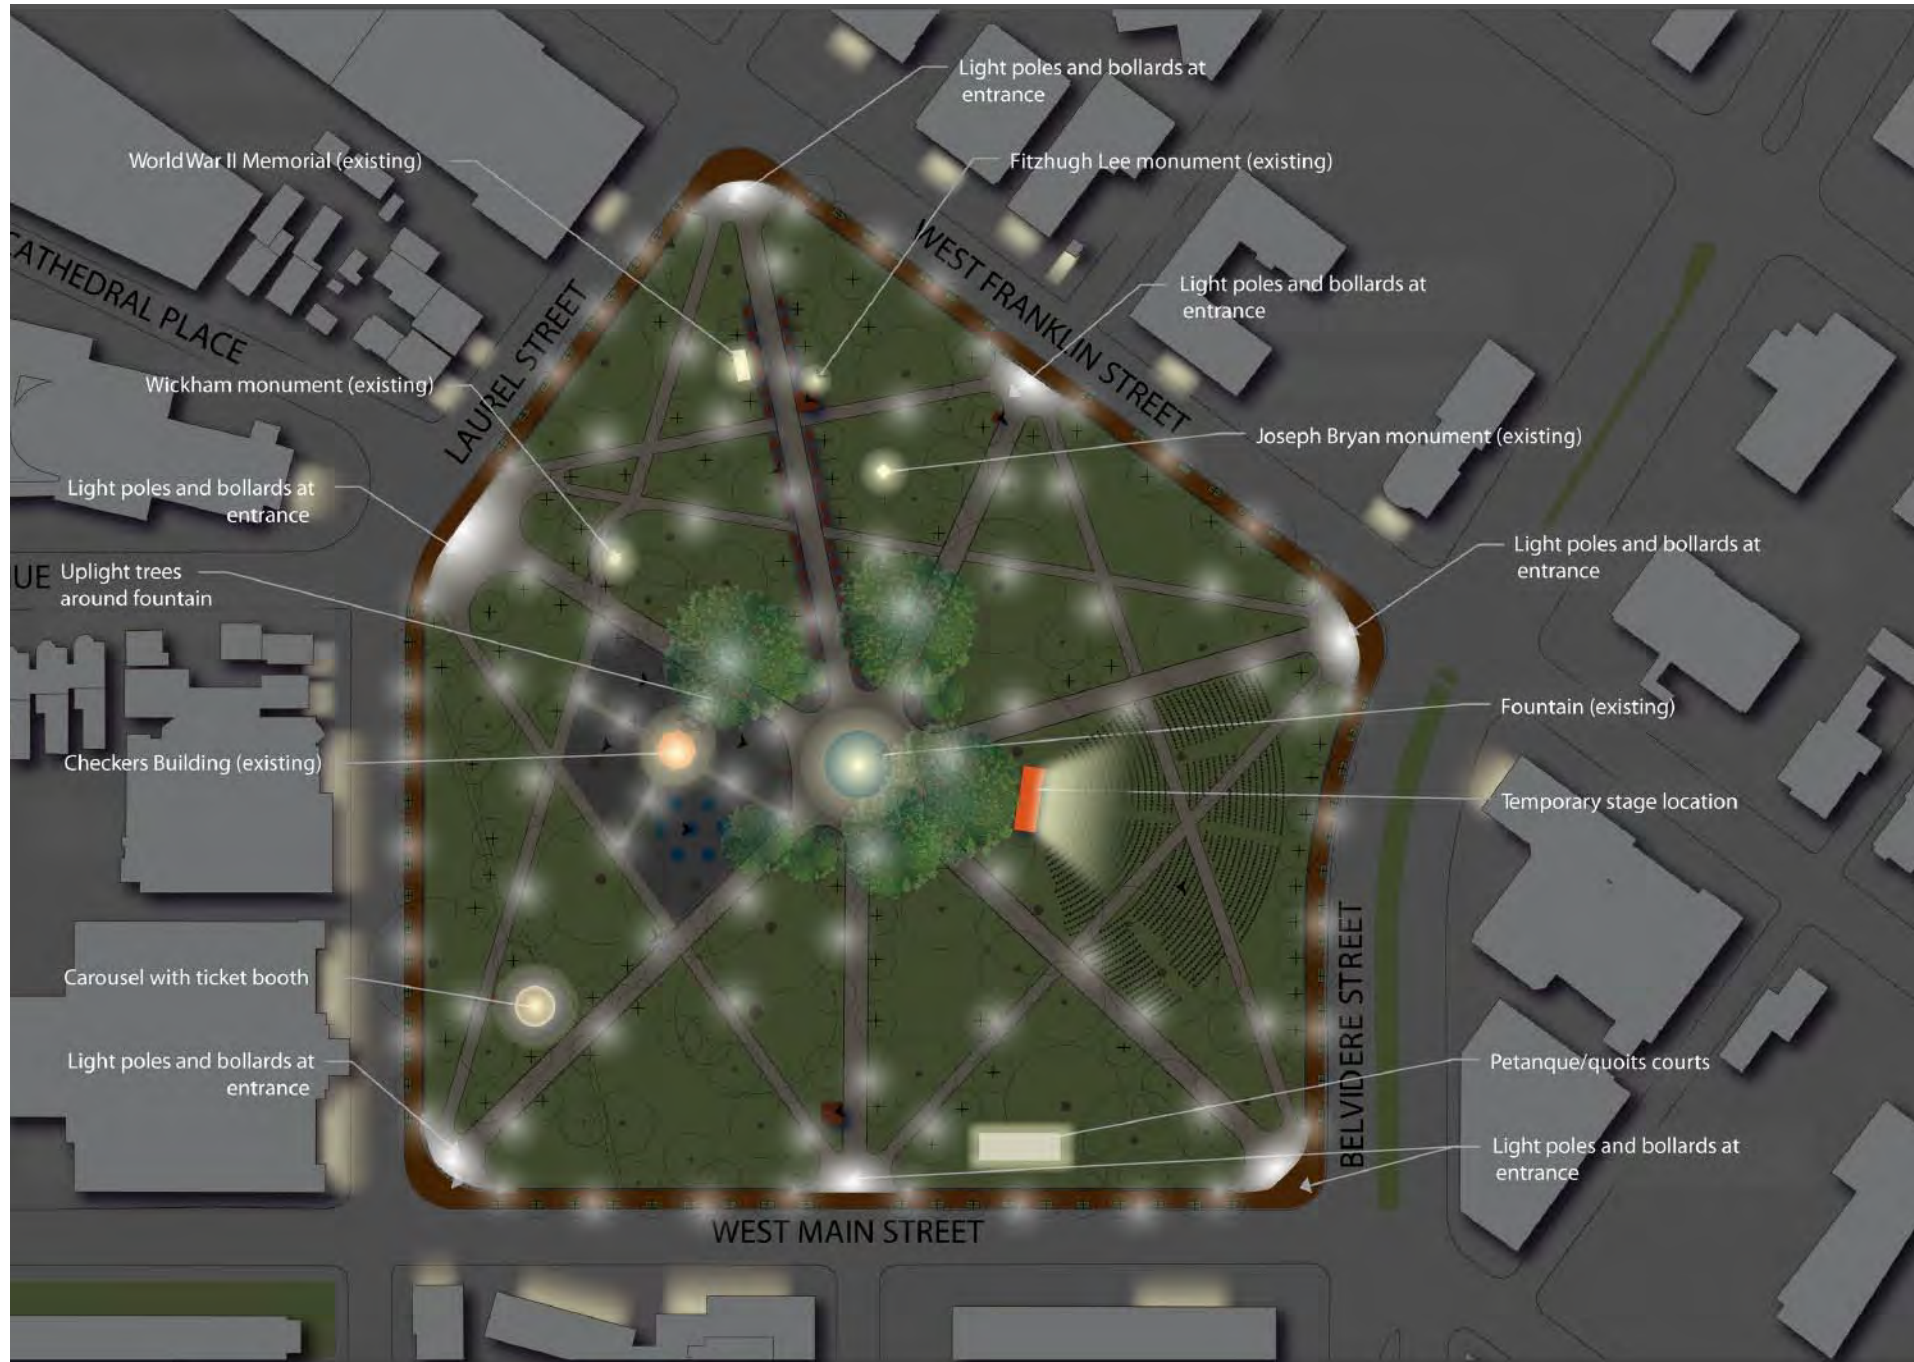 Light poles and bollards at
entrance
World War II Memorial (existing)
Fitzhugh Lee monument (existing)
WEST FRANKLIN STREET
CATHEDRAL PLACE
LAUREL STREET
Light poles and bollards at
entrance
Wickham monument (existing)
Joseph Bryan monument (existing)
Light poles and bollards at
entrance
Light poles and bollards at
entrance
UE
Uplight trees
around fountain
Fountain (existing)
Checkers Building (existing)
Temporary stage location
Carousel with ticket booth
BELVIDERE STREET
Light poles and bollards at
entrance
Petanque/quoits courts
Light poles and bollards at
entrance
WEST MAIN STREET